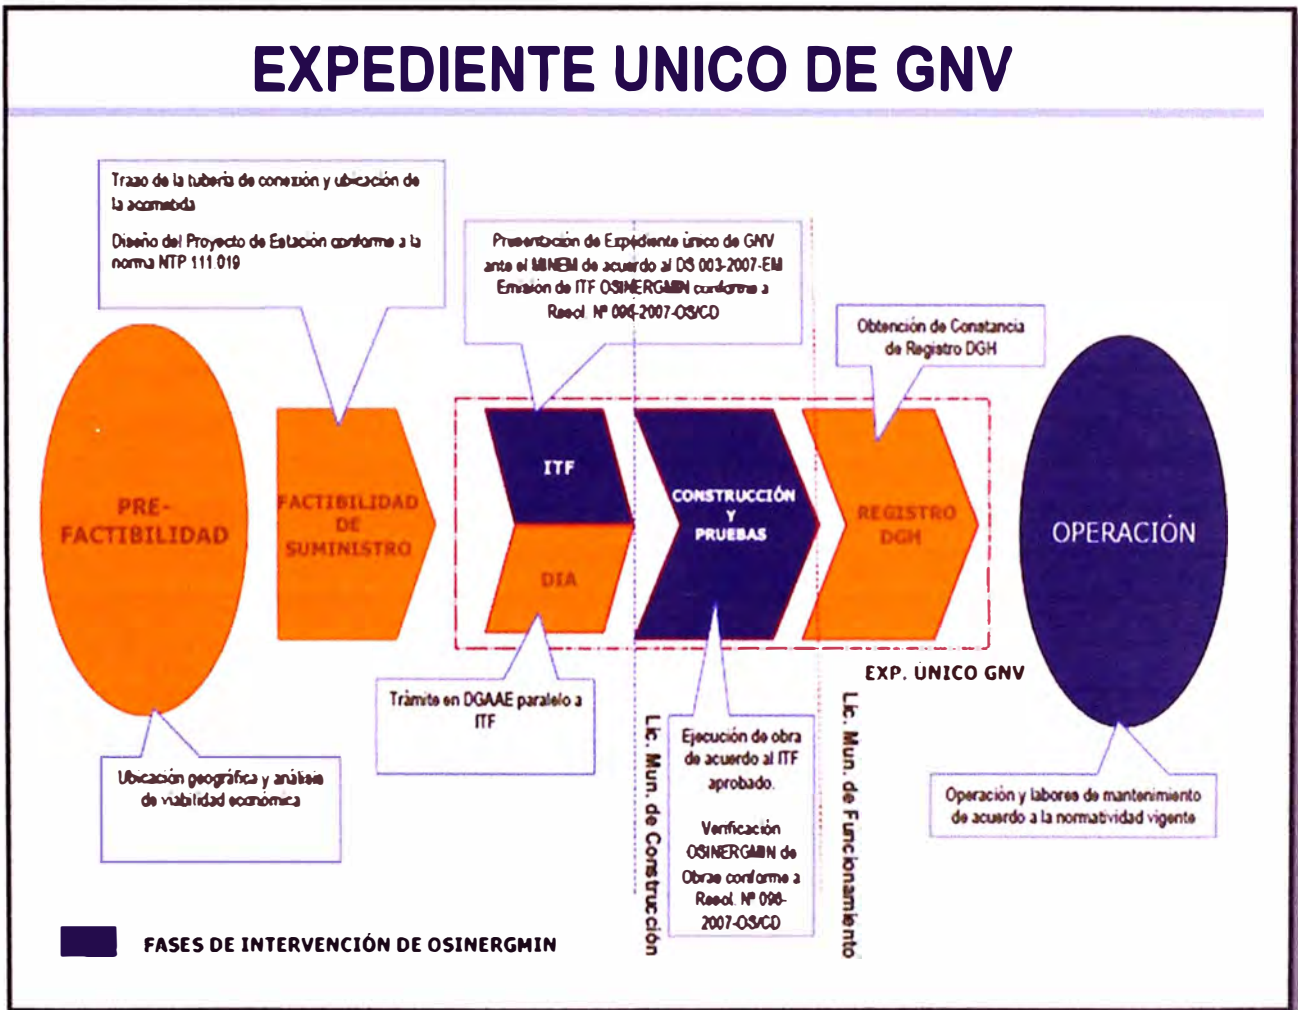 EXPEDIENTE UNICO DE GNV
Trazo de la tubería de conexión y ubicación de
la acometida
Diseño del Proyecto de Estación conforme a la
norma NTP 111.019
Presentación de Expediente único de GNV
ante el MINEM de acuerdo al DS 003-2007-EM
Emisión de ITF OSINERGMIN conforme a
Resol. Nº 096-2007-OS/CD
Obtención de Constancia
de Registro DGH
PRE-
FACTIBILIDAD
FACTIBILIDAD
DE
SUMINISTRO
ITF
DIA
CONSTRUCCIÓN
Y
PRUEBAS
REGISTRO
DGH
OPERACIÓN
EXP. ÚNICO GNV
Trámite en DGAAE paralelo a
ITF
Ubicación geográfica y análisis
de viabilidad económica
Lic. Mun. de Construcción
Ejecución de obra
de acuerdo al ITF
aprobado.
Verificación
OSINERGMIN de
Obras conforme a
Resol. Nº 096-
2007-OS/CD
Lic. Mun. de Funcionamiento
Operación y labores de mantenimiento
de acuerdo a la normatividad vigente
FASES DE INTERVENCIÓN DE OSINERGMIN